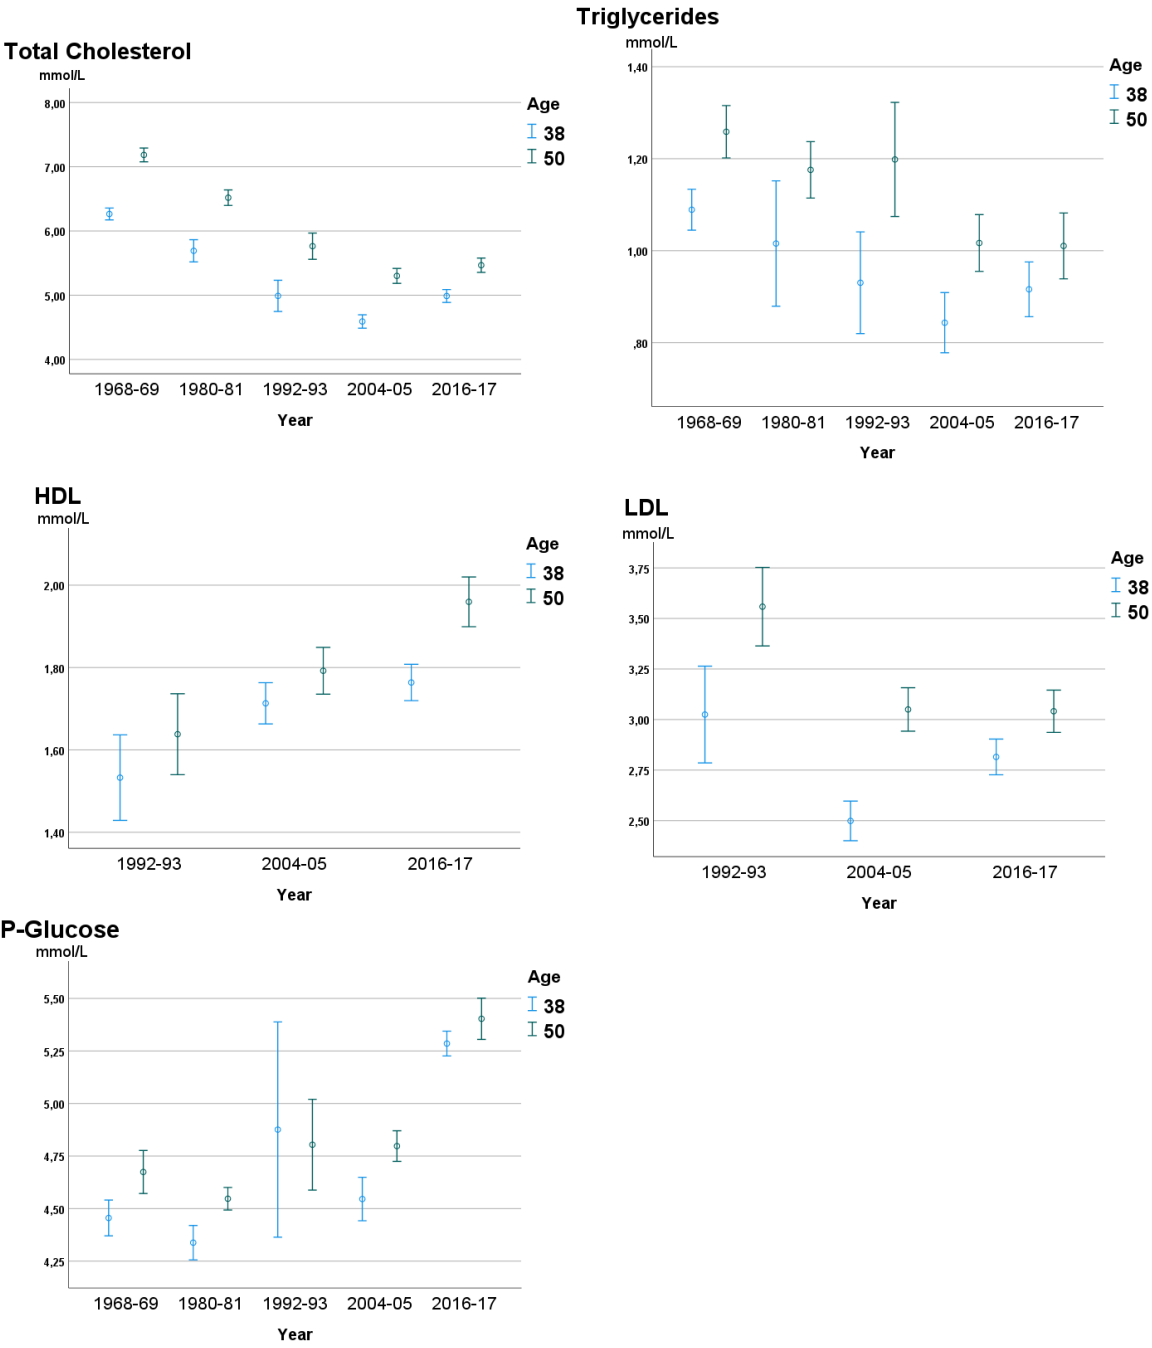 Total Cholesterol
mmol/L
8,00
7,00
6,00
5,00
4,00
1968-69 1980-81 1992-93 2004-05 2016-17
Year
Age
38
50
Triglycerides
mmol/L
1,40
1,20
1,00
,80
1968-69 1980-81 1992-93 2004-05 2016-17
Year
Age
38
50
HDL
mmol/L
2,00
1,80
1,60
1,40
1992-93 2004-05 2016-17
Year
Age
38
50
LDL
mmol/L
3,75
3,50
3,25
3,00
2,75
2,50
1992-93 2004-05 2016-17
Year
Age
38
50
P-Glucose
mmol/L
5,50
5,25
5,00
4,75
4,50
4,25
1968-69 1980-81 1992-93 2004-05 2016-17
Year
Age
38
50